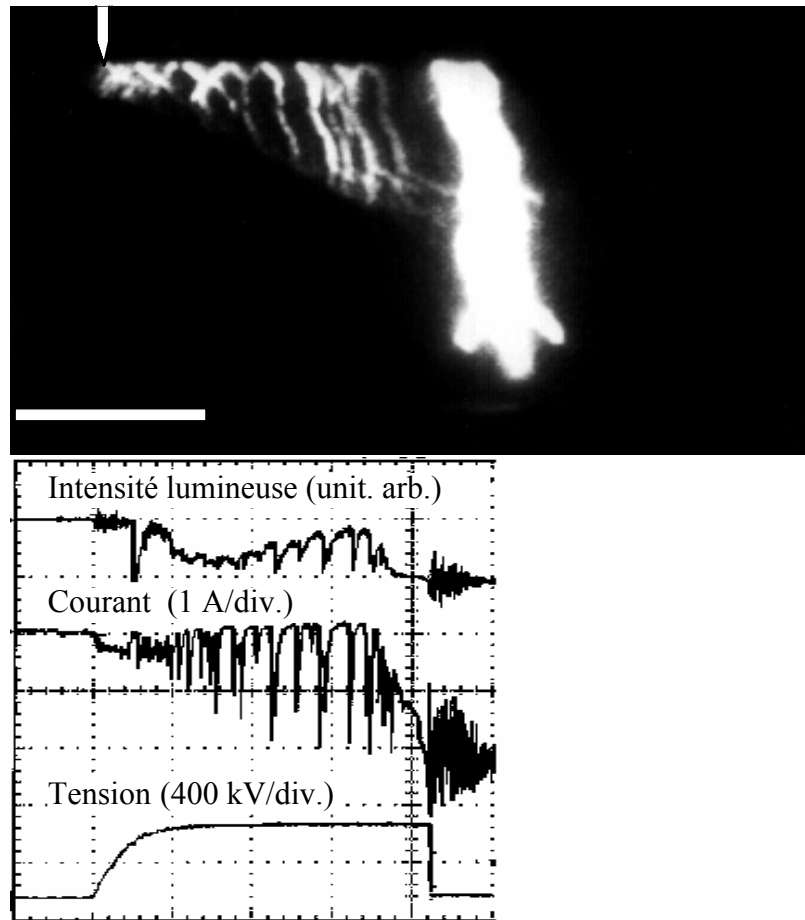 Intensité lumineuse (unit. arb.)
Courant (1 A/div.)
Tension (400 kV/div.)